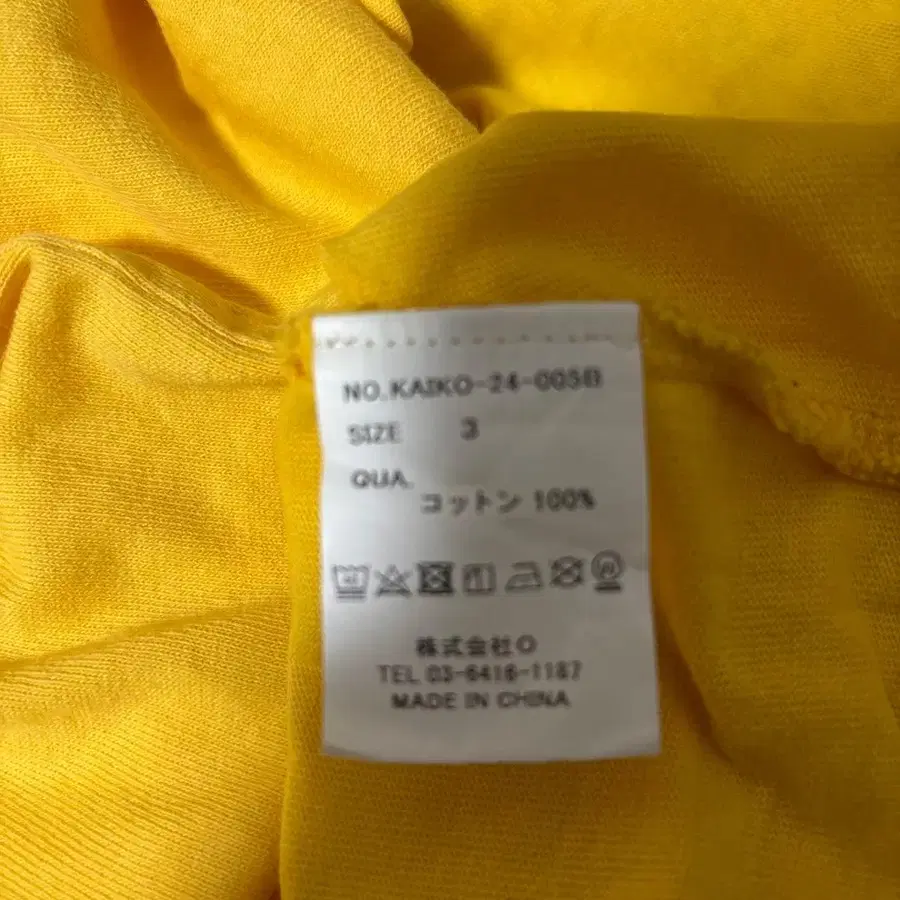 NO.KAIKO-24-003B
SIZE 3
QUA.
コットン 100%
株式会社O
TEL 03-6416-1187
MADE IN CHINA